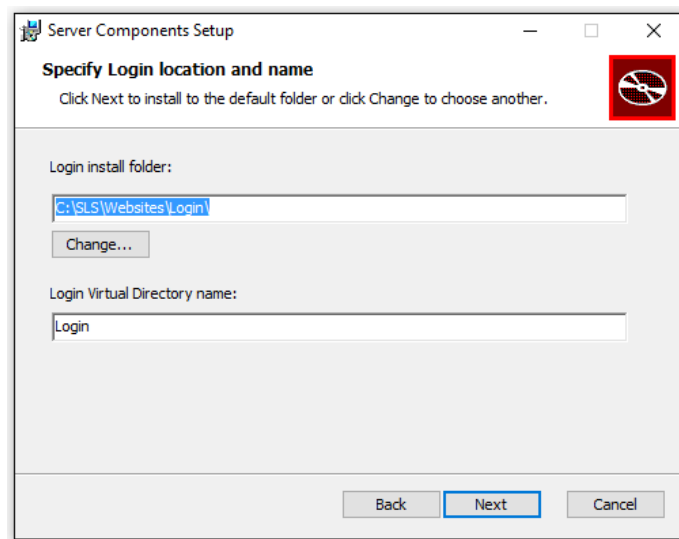 Server Components Setup
Specify Login location and name
Click Next to install to the default folder or click Change to choose another.
Login install folder:
C:\SLS\Websites\Login\
Change...
Login Virtual Directory name:
Login
Back Next Cancel